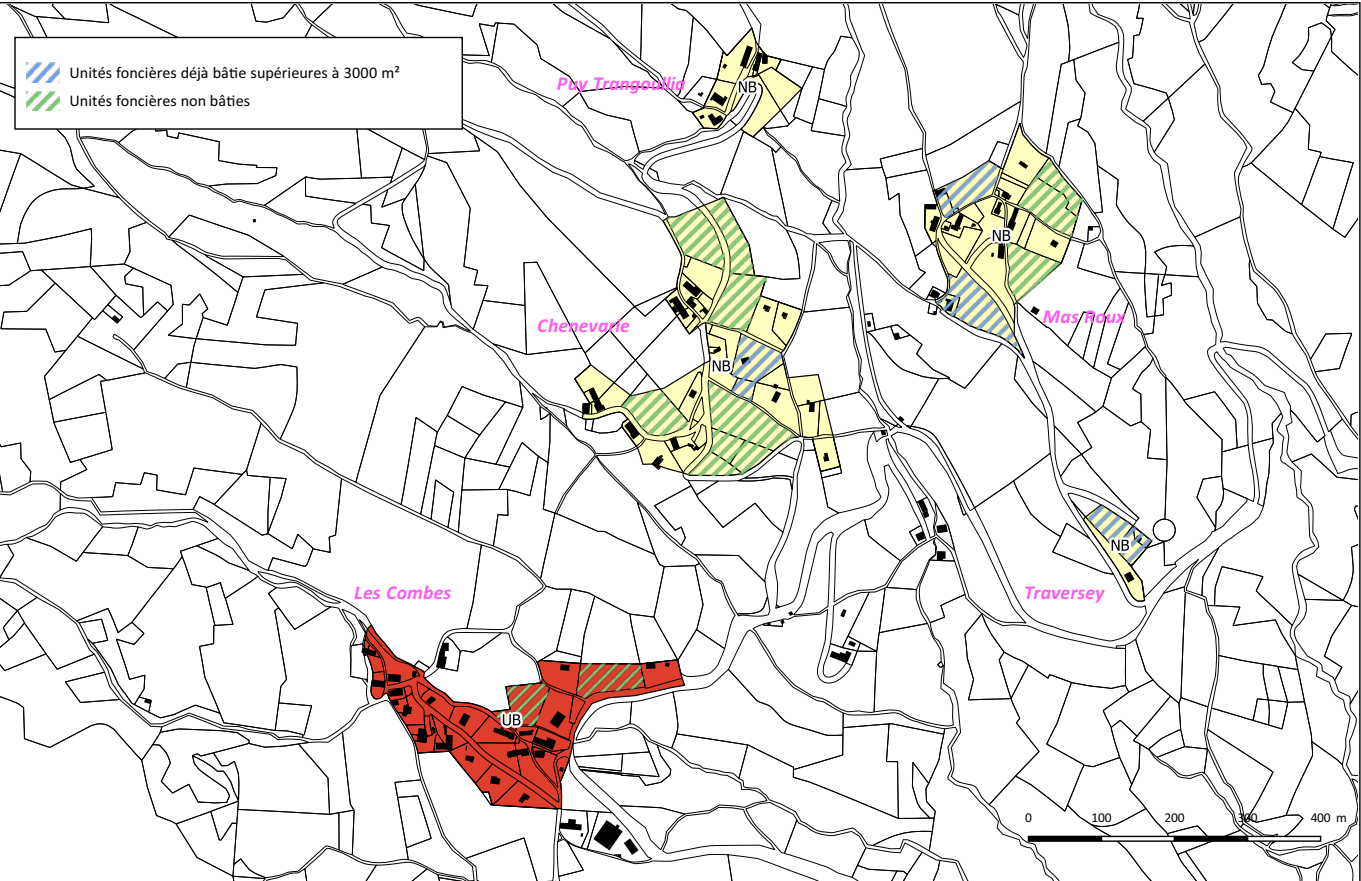 Unités foncières déjà bâtie supérieures à 3000 m²
Unités foncières non bâties
Puy Trangoullia
NB
NB
Chenevarie
NB
Mas Roux
NB
Les Combes
Traversey
UB
0 100 200 300 400 m